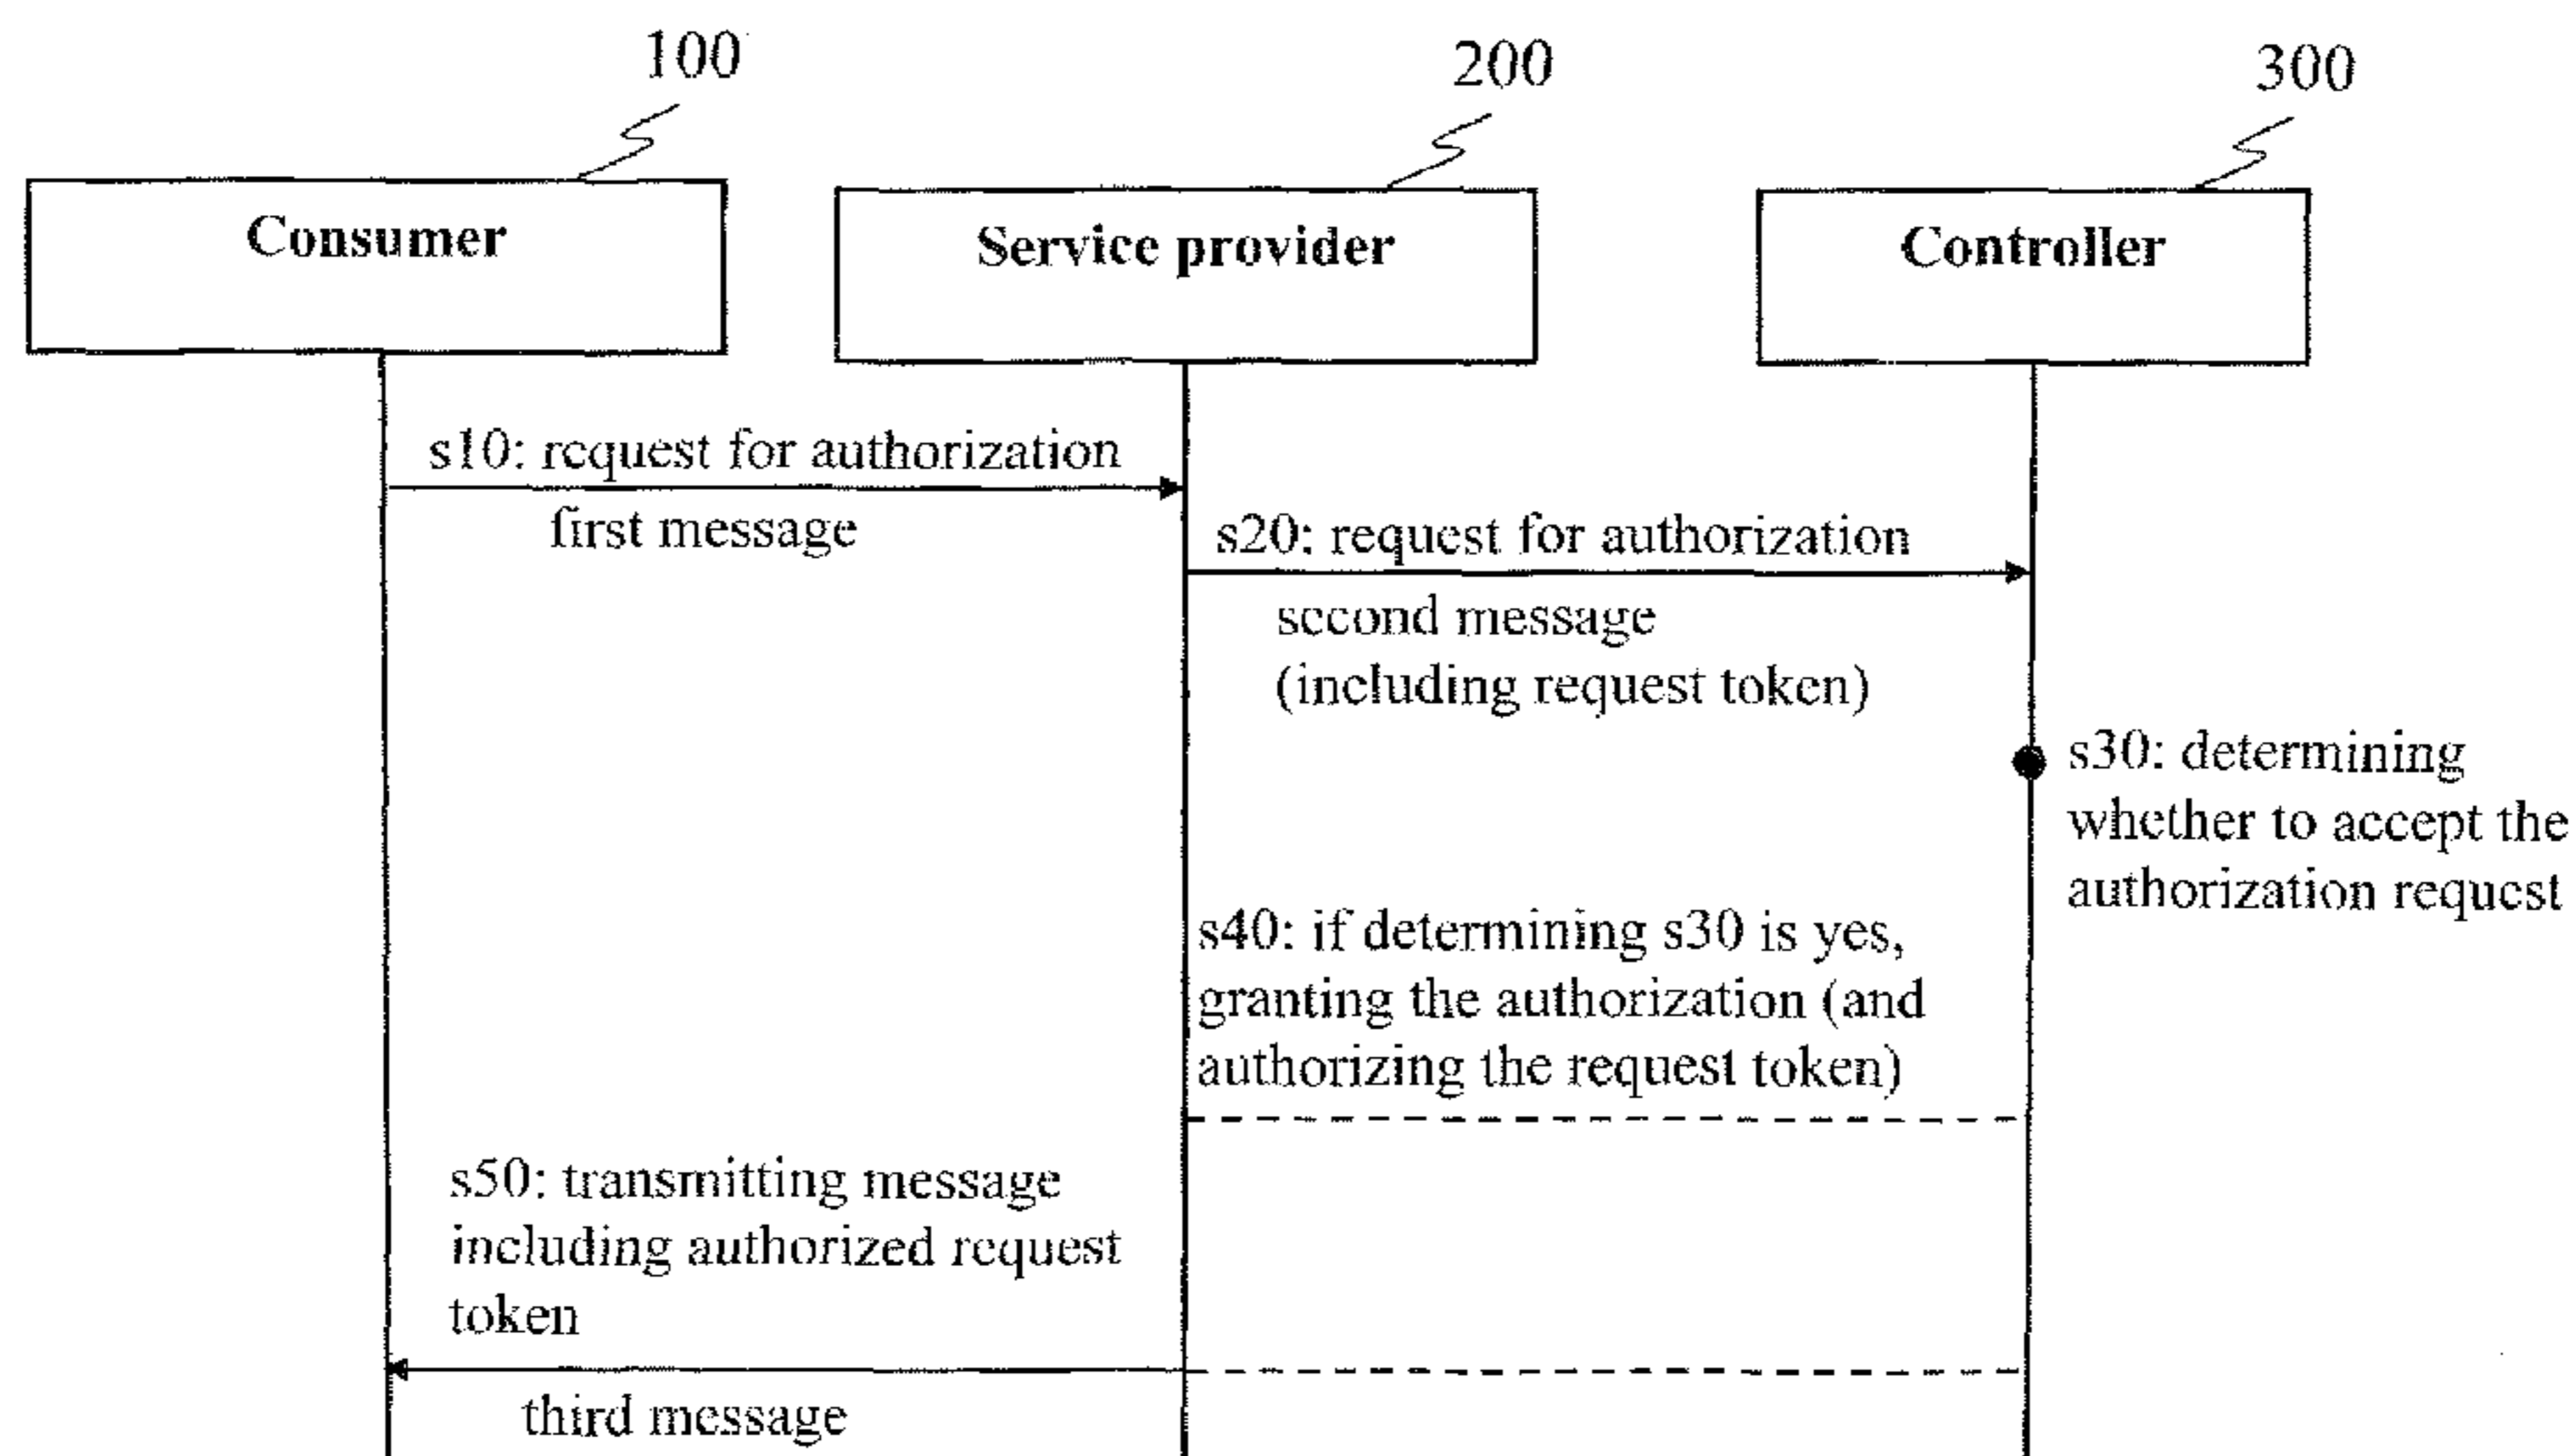 100
200
300
Consumer
Service provider
Controller
s10: request for authorization
first message
s20: request for authorization
second message
(including request token)
s30: determining
whether to accept the
authorization request
s40: if determining s30 is yes,
granting the authorization (and
authorizing the request token)
s50: transmitting message
including authorized request
token
third message